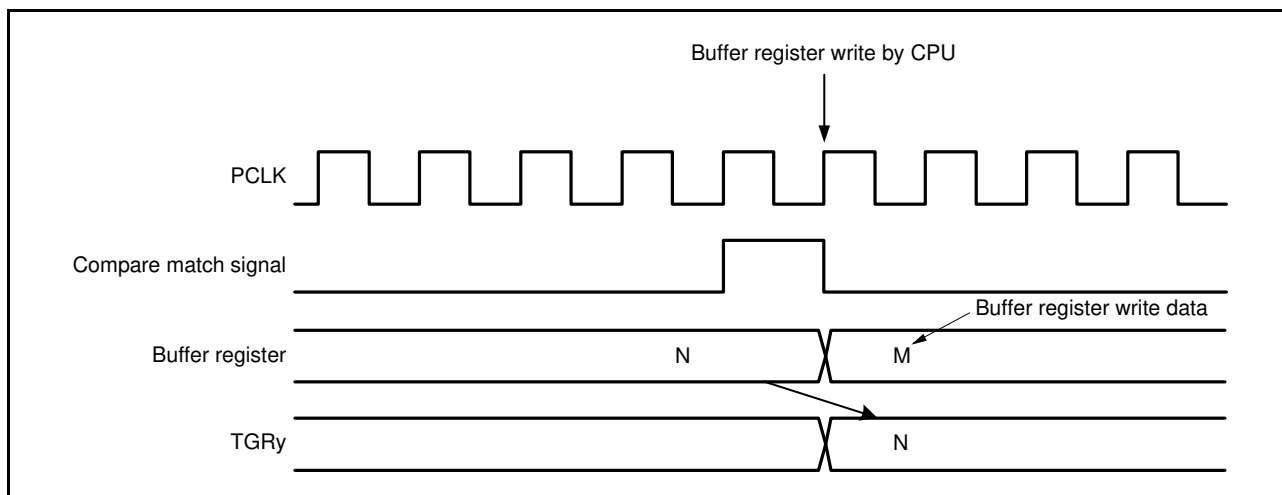 Buffer register write by CPU
PCLK
Compare match signal
Buffer register write data
Buffer register
N
M
TGRy
N